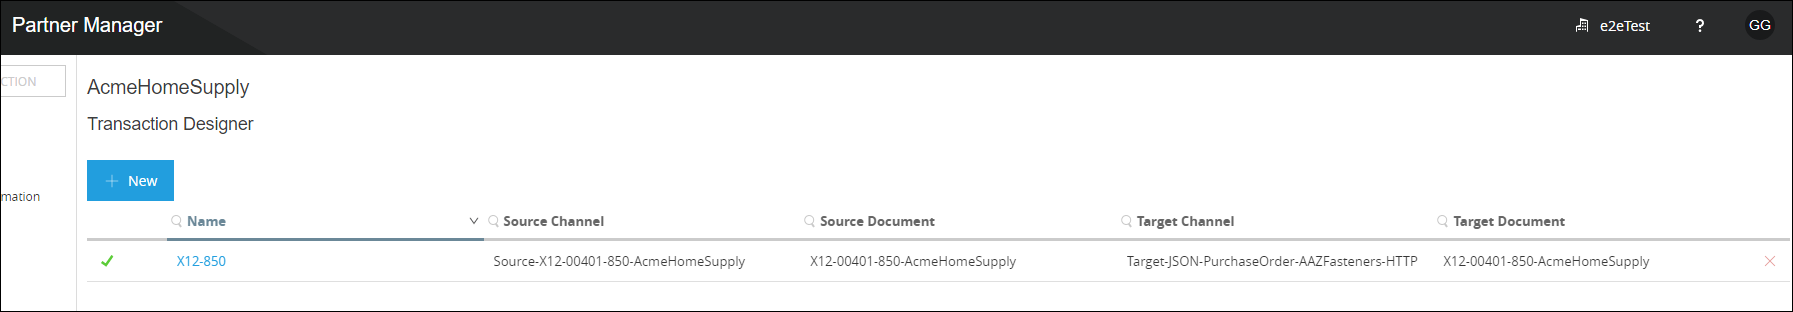 Partner Manager e2eTest ? GG
CTION
AcmeHomeSupply
Transaction Designer
+ New
mation
Name Source Channel Source Document Target Channel Target Document
X12-850 Source-X12-00401-850-AcmeHomeSupply X12-00401-850-AcmeHomeSupply Target-JSON-PurchaseOrder-AAZFasteners-HTTP X12-00401-850-AcmeHomeSupply